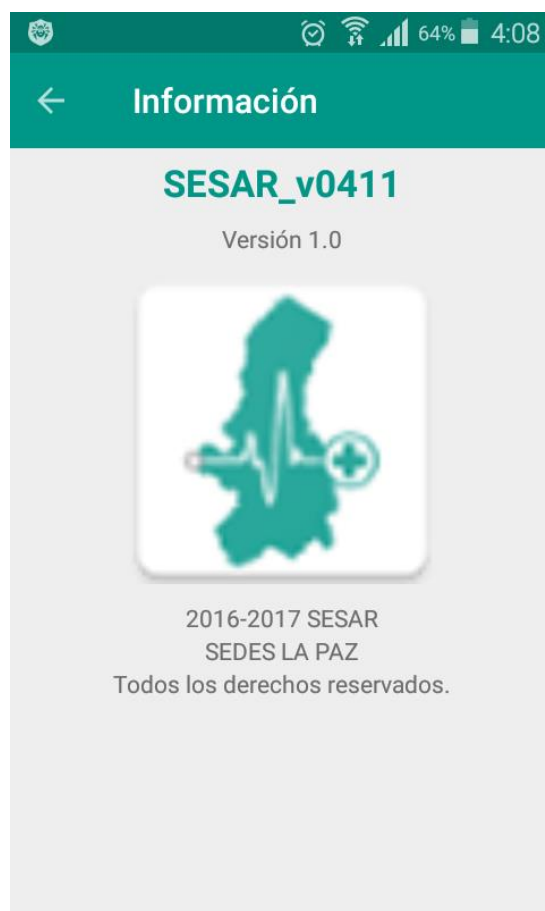 64% 4:08
Información
SESAR_v0411
Versión 1.0
2016-2017 SESAR
SEDES LA PAZ
Todos los derechos reservados.